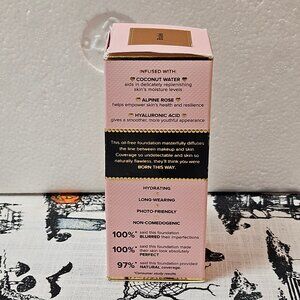 INFUSED WITH:
COCONUT WATER
aids in delicately replenishing
skin's moisture levels
ALPINE ROSE
helps empower skin's health and resilience
HYALURONIC ACID
gives a smoother, more youthful appearance
This oil-free foundation masterfully diffuses
the line between makeup and skin.
Coverage so undetectable and skin so
naturally flawless, they'll think you were
BORN THIS WAY.
HYDRATING
LONG-WEARING
PHOTO-FRIENDLY
NON-COMEDOGENIC
100%* said this foundation
BLURRED their imperfections
100%* said this foundation made
their skin look absolutely
PERFECT
97%* said this foundation provided
NATURAL coverage.
*Consumer study results